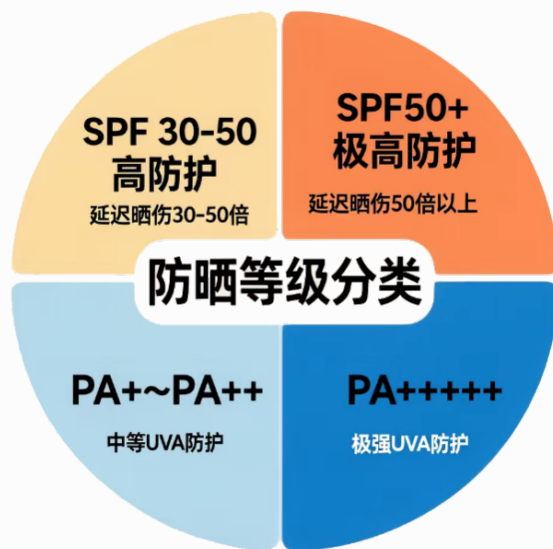 SPF 30-50
高防护
延迟晒伤30-50倍
SPF50+
极高防护
延迟晒伤50倍以上
防晒等级分类
PA+~PA++
中等UVA防护
PA+++++
极强UVA防护